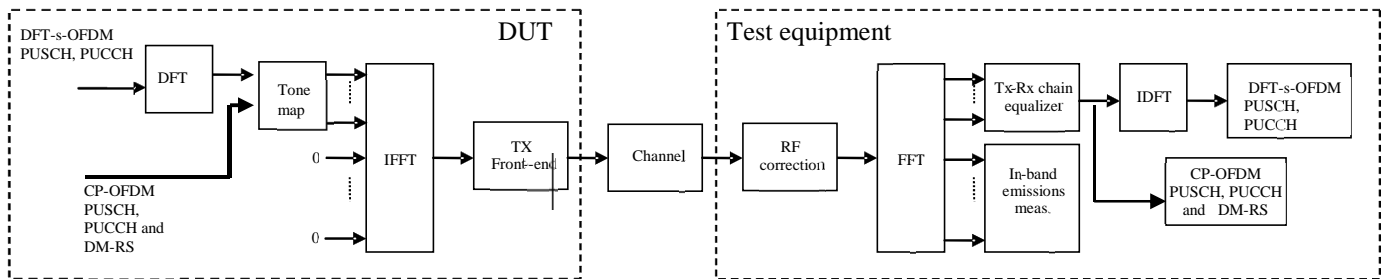 DUT
DFT-s-OFDM
PUSCH, PUCCH
DFT
Tone
map
CP-OFDM
PUSCH,
PUCCH and
DM-RS
0
0
IFFT
TX
Front-end
Channel
Test equipment
RF
correction
FFT
Tx-Rx chain
equalizer
In-band
emissions
meas.
IDFT
DFT-s-OFDM
PUSCH,
PUCCH
CP-OFDM
PUSCH, PUCCH
and DM-RS